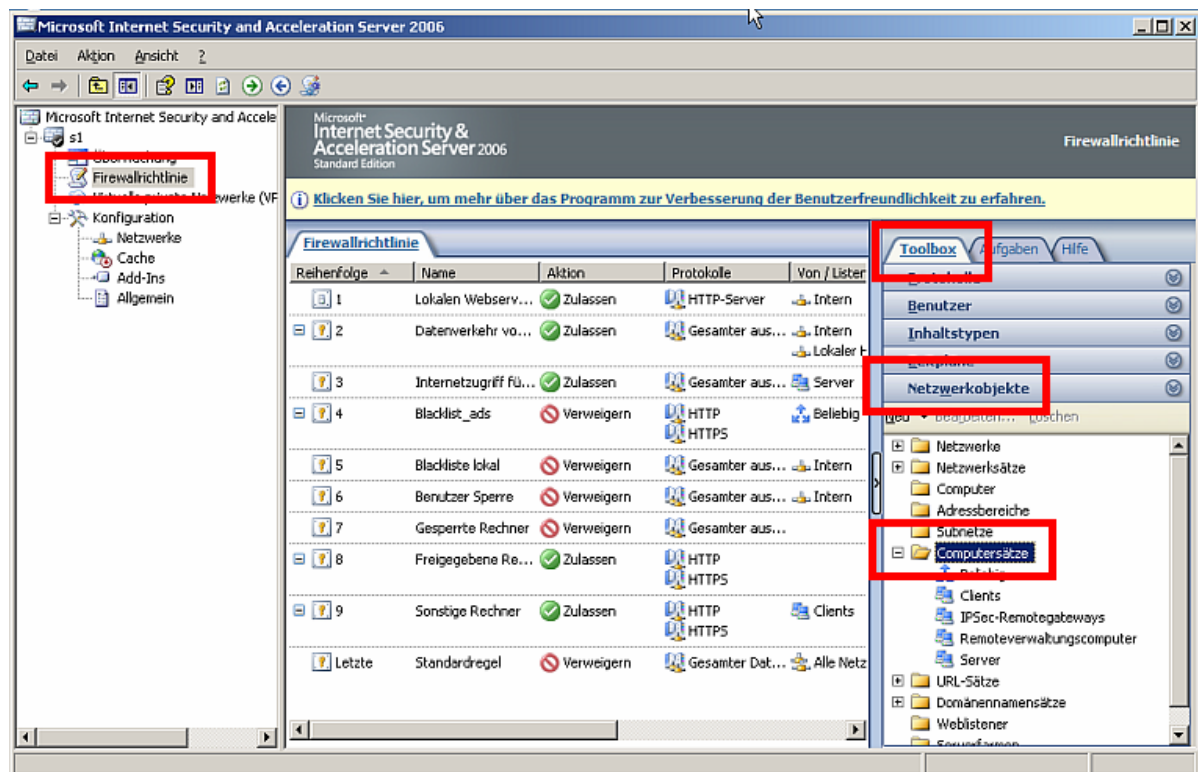 Microsoft Internet Security and Acceleration Server 2006
Datei Aktion Ansicht ?
Microsoft Internet Security and Accele
s1
Firewallrichtlinie
Netzwerke (VF
Konfiguration
Netzwerke
Cache
Add-Ins
Allgemein
Microsoft®
Internet Security &
Acceleration Server 2006
Standard Edition
Firewallrichtlinie
Klicken Sie hier, um mehr über das Programm zur Verbesserung der Benutzerfreundlichkeit zu erfahren.
Firewallrichtlinie
Reihenfolge Name Aktion Protokolle Von / Listen
1 Lokalen Webserv... Zulassen HTTP-Server Intern
2 Datenverkehr vo... Zulassen Gesamter aus... Intern
Lokaler H
3 Internetzugriff fü... Zulassen Gesamter aus... Server
4 Blacklist_ads Verweigern HTTP Beliebig
HTTPS
5 Blackliste lokal Verweigern Gesamter aus... Intern
6 Benutzer Sperre Verweigern Gesamter aus... Intern
7 Gesperrte Rechner Verweigern Gesamter aus...
8 Freigegebene Re... Zulassen HTTP
HTTPS
9 Sonstige Rechner Zulassen HTTP Clients
HTTPS
Letzte Standardregel Verweigern Gesamter Dat... Alle Netz
Toolbox Aufgaben Hilfe
Benutzer
Inhaltstypen
Netzwerkobjekte
Netzwerke
Netzwerksätze
Computer
Adressbereiche
Subnetze
Computersätze
Clients
IPSec-Remotegateways
Remoteverwaltungscomputer
Server
URL-Sätze
Domänennamensätze
Weblistener